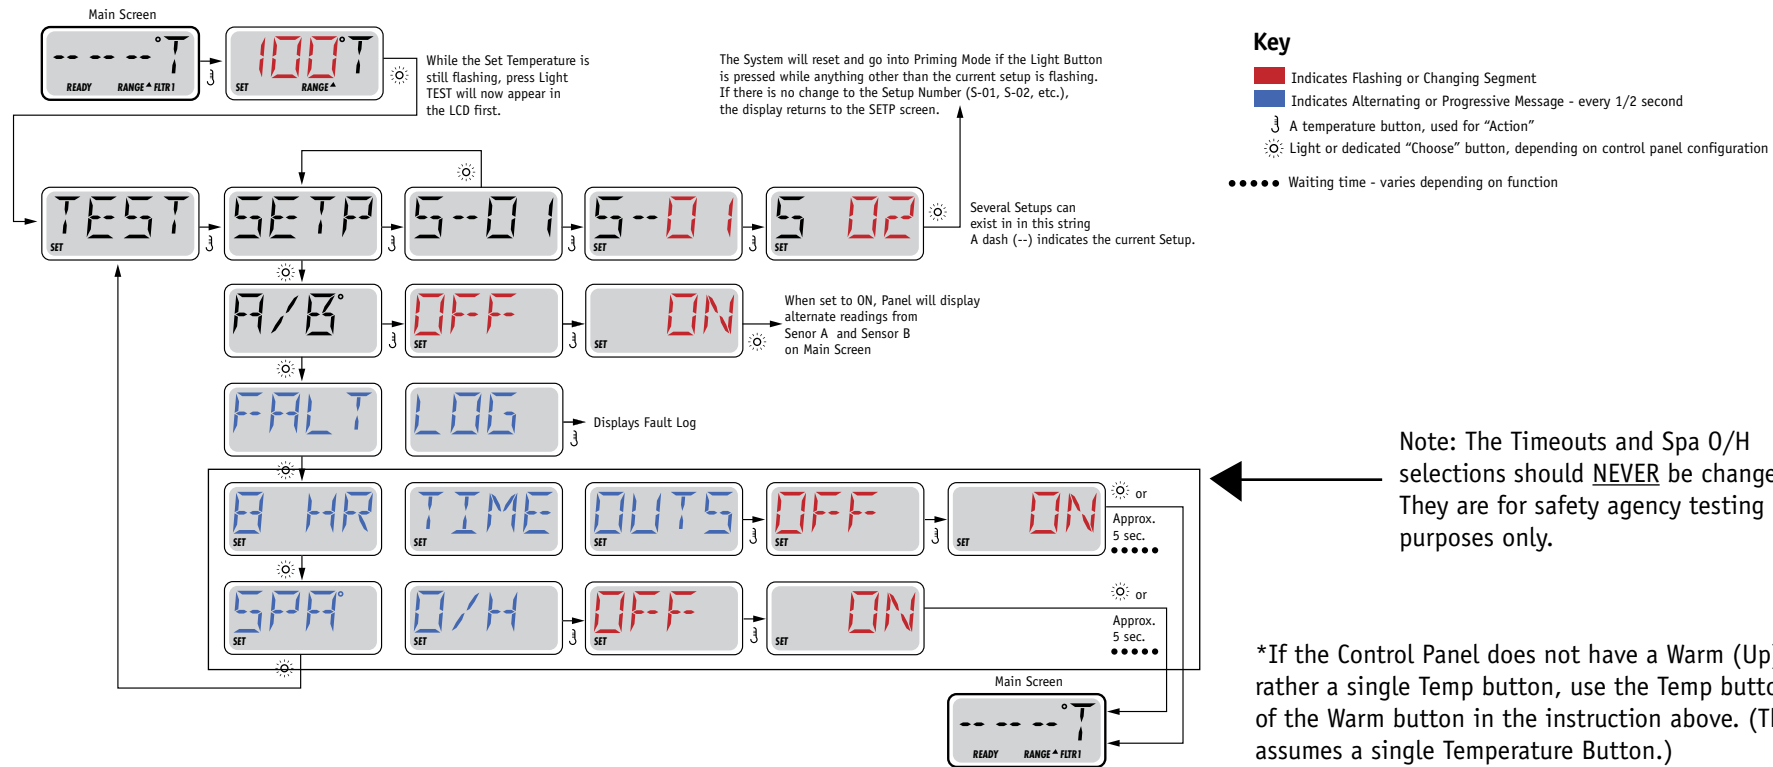 Main Screen
-- -- --°T
READY RANGE FLTR1
100°T
SET RANGE
While the Set Temperature is
still flashing, press Light
TEST will now appear in
the LCD first.
The System will reset and go into Priming Mode if the Light Button
is pressed while anything other than the current setup is flashing.
If there is no change to the Setup Number (S-01, S-02, etc.),
the display returns to the SETP screen.
Key
Indicates Flashing or Changing Segment
Indicates Alternating or Progressive Message - every 1/2 second
A temperature button, used for “Action”
Light or dedicated “Choose” button, depending on control panel configuration
Waiting time - varies depending on function
TEST
SET
SETP
S-01
S-01
SET
S 02
SET
Several Setups can
exist in in this string
A dash (--) indicates the current Setup.
A/B°
OFF
SET
ON
SET
When set to ON, Panel will display
alternate readings from
Senor A and Sensor B
on Main Screen
FALT
LOG
Displays Fault Log
8 HR
SET
TIME
SET
OUTS
SET
OFF
SET
ON
SET
or
Approx.
5 sec.
SPA°
SET
O/H
SET
OFF
SET
ON
SET
or
Approx.
5 sec.
Note: The Timeouts and Spa O/H
selections should NEVER be change
They are for safety agency testing
purposes only.
*If the Control Panel does not have a Warm (Up)
rather a single Temp button, use the Temp butto
of the Warm button in the instruction above. (Th
assumes a single Temperature Button.)
Main Screen
-- -- --°T
READY RANGE FLTR1